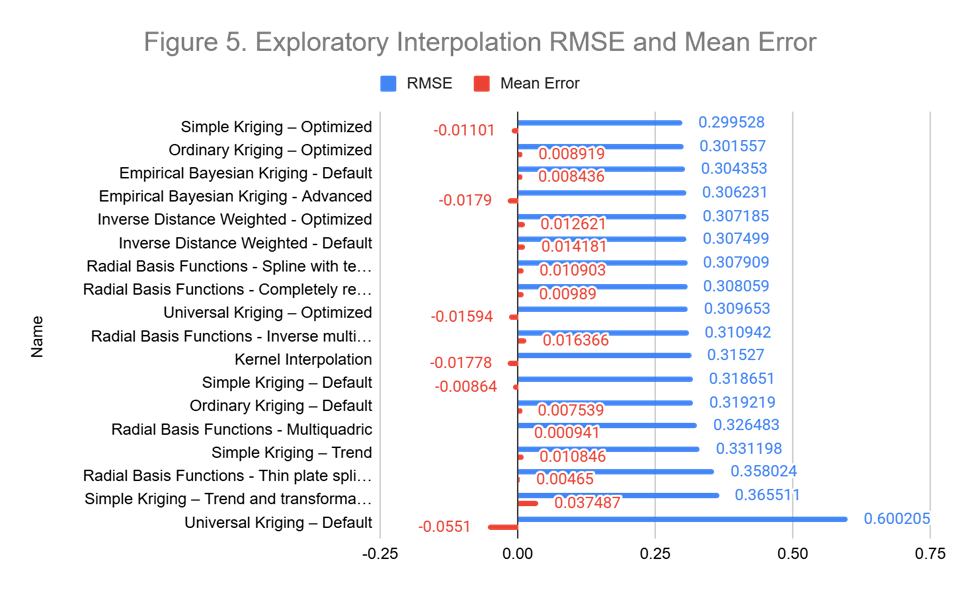 Figure 5. Exploratory Interpolation RMSE and Mean Error
RMSE Mean Error
Name
Simple Kriging – Optimized -0.01101 0.299528
Ordinary Kriging – Optimized 0.008919 0.301557
Empirical Bayesian Kriging - Default 0.008436 0.304353
Empirical Bayesian Kriging - Advanced -0.0179 0.306231
Inverse Distance Weighted - Optimized 0.012621 0.307185
Inverse Distance Weighted - Default 0.014181 0.307499
Radial Basis Functions - Spline with te… 0.010903 0.307909
Radial Basis Functions - Completely re… 0.00989 0.308059
Universal Kriging – Optimized -0.01594 0.309653
Radial Basis Functions - Inverse multi… 0.016366 0.310942
Kernel Interpolation -0.01778 0.31527
Simple Kriging – Default -0.00864 0.318651
Ordinary Kriging – Default 0.007539 0.319219
Radial Basis Functions - Multiquadric 0.000941 0.326483
Simple Kriging – Trend 0.010846 0.331198
Radial Basis Functions - Thin plate spli… 0.00465 0.358024
Simple Kriging – Trend and transforma… 0.037487 0.365511
Universal Kriging – Default -0.0551 0.600205
-0.25 0.00 0.25 0.50 0.75